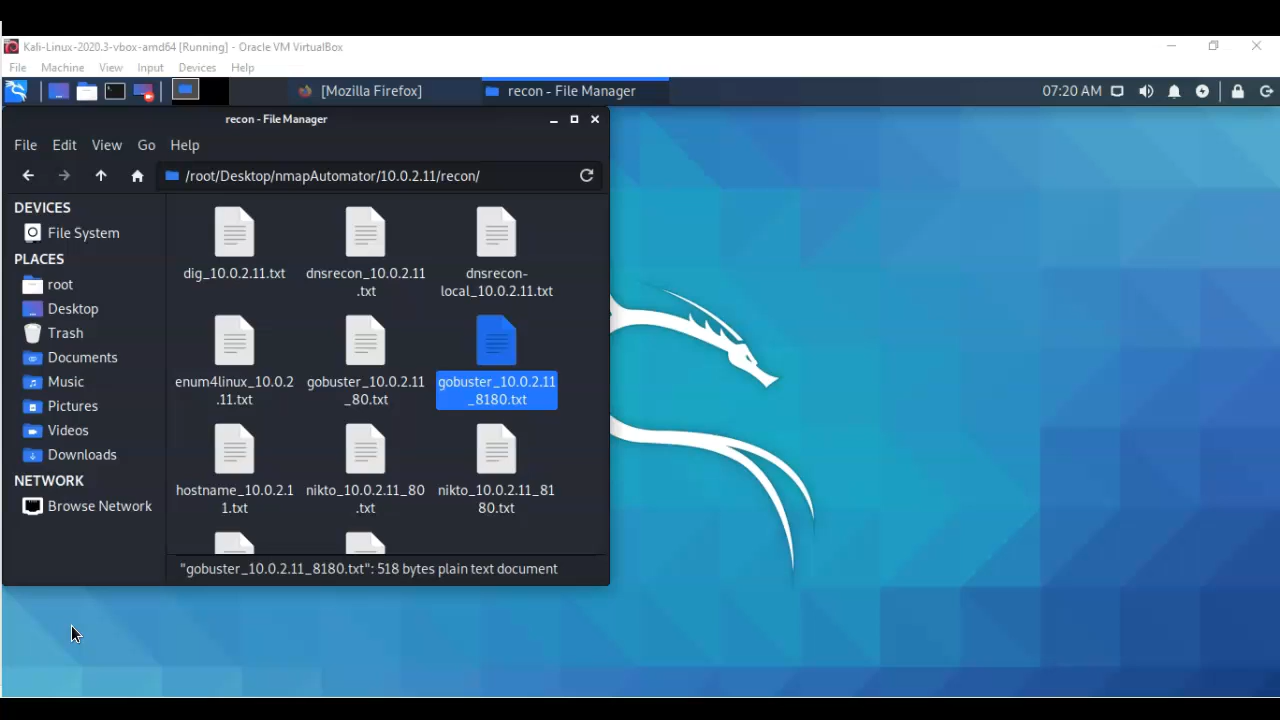 Kali-Linux-2020.3-vbox-amd64 [Running] - Oracle VM VirtualBox
File Machine View Input Devices Help
[Mozilla Firefox] recon - File Manager 07:20 AM
recon - File Manager
File Edit View Go Help
/root/Desktop/nmapAutomator/10.0.2.11/recon/
DEVICES
File System
PLACES
root
Desktop
Trash
Documents
Music
Pictures
Videos
Downloads
NETWORK
Browse Network
dig_10.0.2.11.txt
dnsrecon_10.0.2.11
.txt
dnsrecon-
local_10.0.2.11.txt
enum4linux_10.0.2
.11.txt
gobuster_10.0.2.11
_80.txt
gobuster_10.0.2.11
_8180.txt
hostname_10.0.2.1
1.txt
nikto_10.0.2.11_80
.txt
nikto_10.0.2.11_81
80.txt
"gobuster_10.0.2.11_8180.txt": 518 bytes plain text document